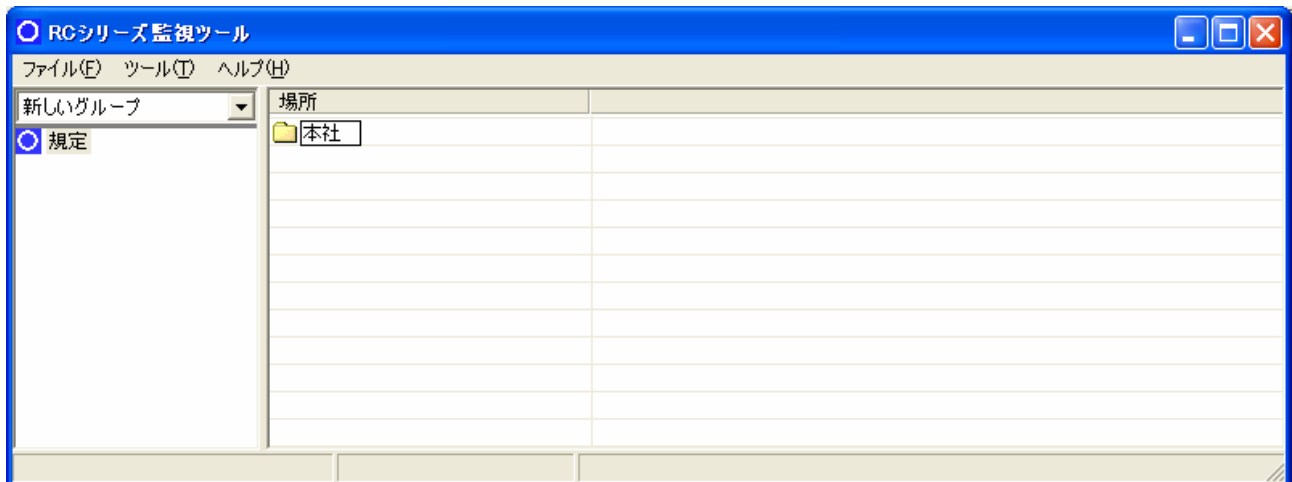 RCシリーズ監視ツール
ファイル(F) ツール(T) ヘルプ(H)
新しいグループ
場所
規定
本社